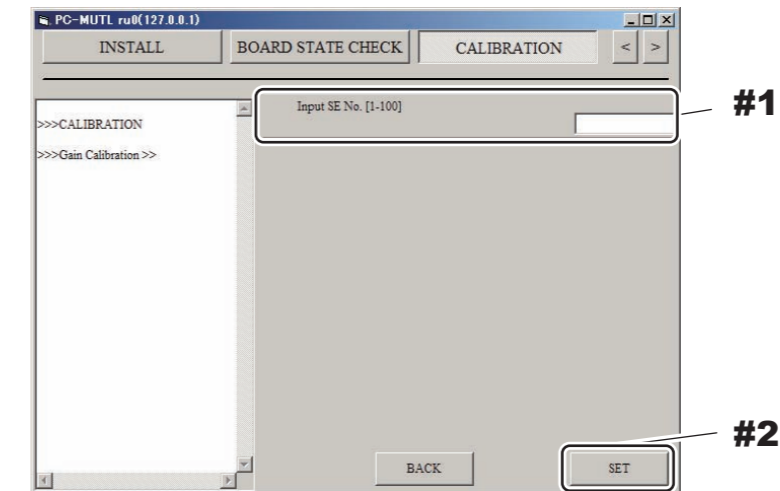 PC-MUTL ru0(127.0.0.1)
INSTALL BOARD STATE CHECK CALIBRATION < >
>>>CALIBRATION
>>>Gain Calibration >>
Input SE No. [1-100]
#1
#2
BACK SET